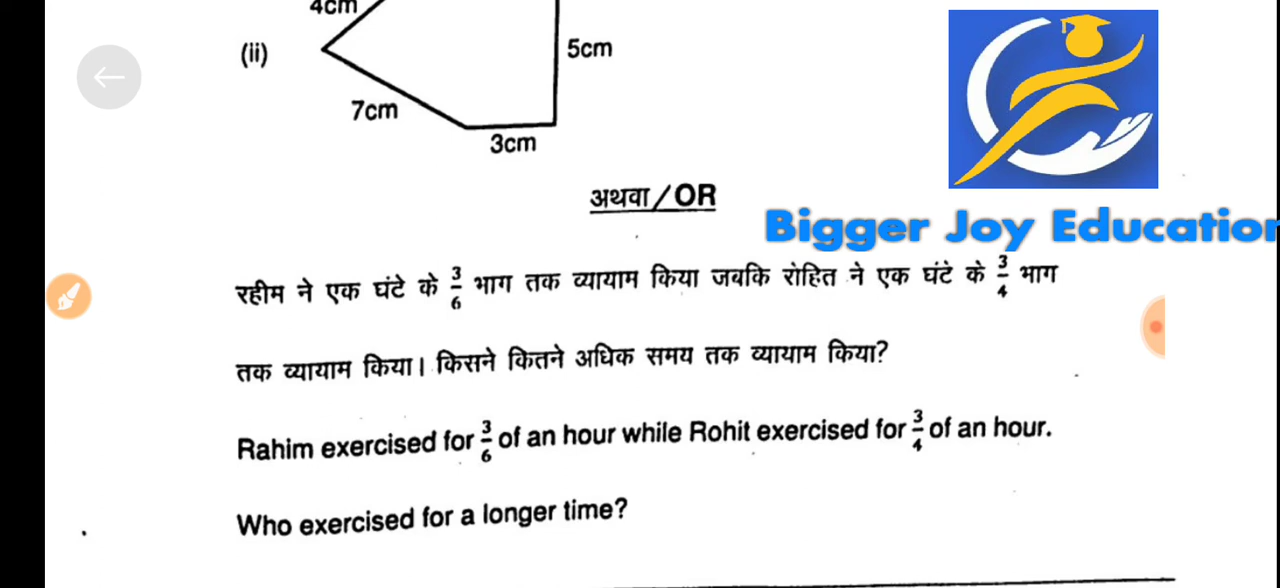 4cm
(ii)
5cm
7cm
3cm
अथवा/OR
Bigger Joy Education
रहीम ने एक घंटे के 3/6 भाग तक व्यायाम किया जबकि रोहित ने एक घंटे के 3/4 भाग
तक व्यायाम किया। किसने कितने अधिक समय तक व्यायाम किया?
Rahim exercised for 3/6 of an hour while Rohit exercised for 3/4 of an hour.
Who exercised for a longer time?